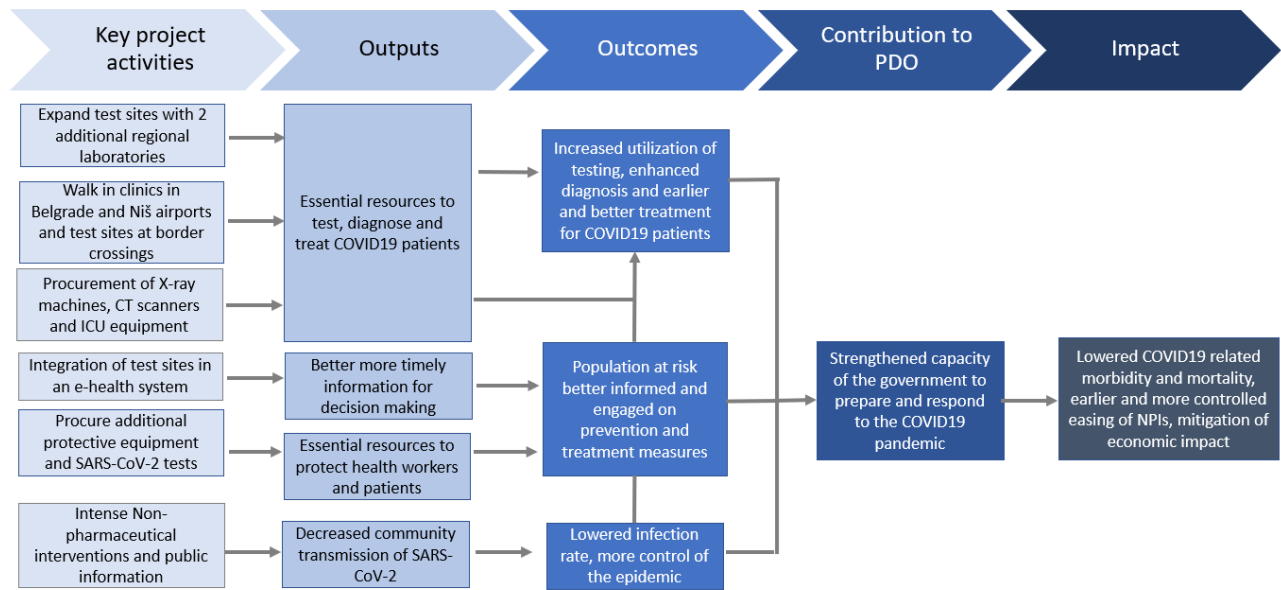 Key project
activities
Outputs
Outcomes
Contribution to
PDO
Impact
Expand test sites with 2
additional regional
laboratories
Walk in clinics in
Belgrade and Niš airports
and test sites at border
crossings
Procurement of X-ray
machines, CT scanners
and ICU equipment
Integration of test sites in
an e-health system
Procure additional
protective equipment
and SARS-CoV-2 tests
Intense Non-
pharmaceutical
interventions and public
information
Essential resources to
test, diagnose and
treat COVID19 patients
Better more timely
information for
decision making
Essential resources to
protect health workers
and patients
Decreased community
transmission of SARS-
CoV-2
Increased utilization of
testing, enhanced
diagnosis and earlier
and better treatment
for COVID19 patients
Population at risk
better informed and
engaged on
prevention and
treatment measures
Lowered infection
rate, more control of
the epidemic
Strengthened capacity
of the government to
prepare and respond
to the COVID19
pandemic
Lowered COVID19 related
morbidity and mortality,
earlier and more controlled
easing of NPIs, mitigation of
economic impact